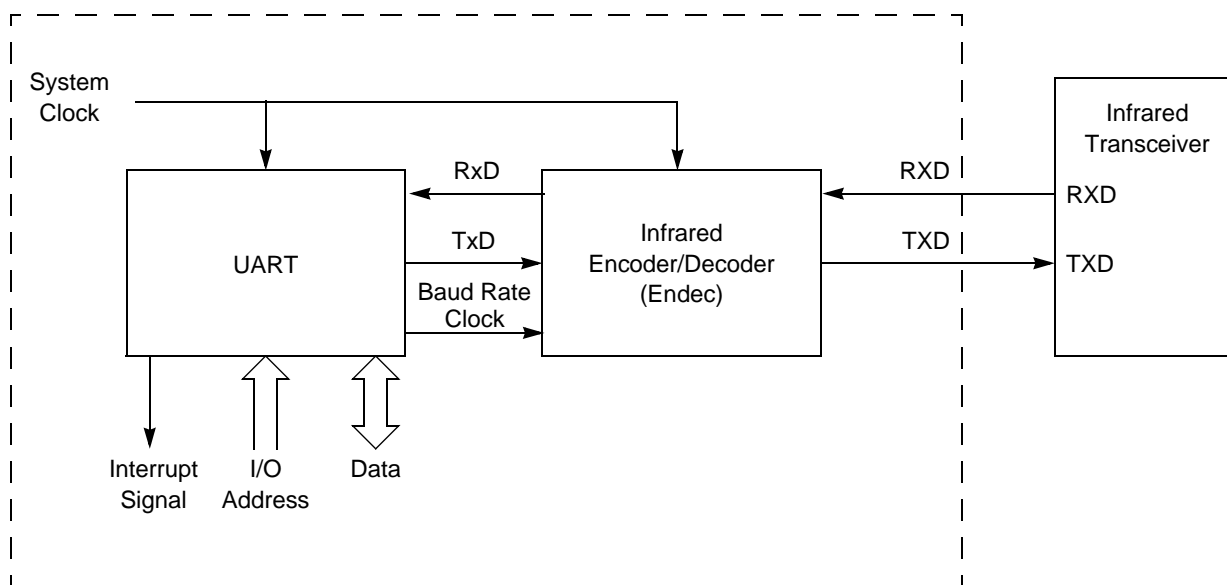 System
Clock
Infrared
Transceiver
RxD
RXD
RXD
UART
TxD
Infrared
Encoder/Decoder
(Endec)
TXD
TXD
Baud Rate
Clock
Interrupt
Signal
I/O
Address
Data